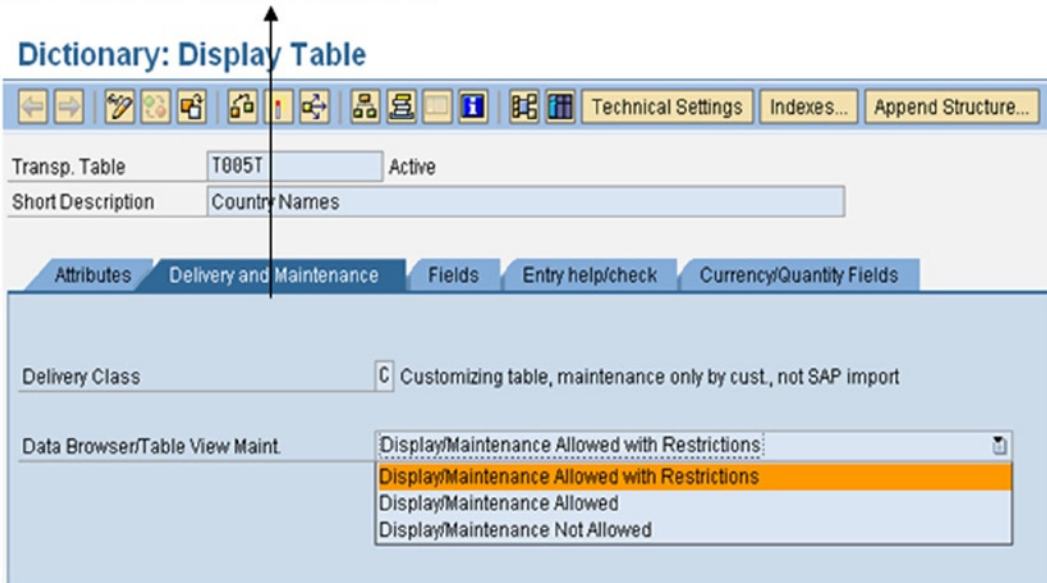 Dictionary: Display Table
Technical Settings Indexes... Append Structure...
Transp. Table T005T Active
Short Description Country Names
Attributes Delivery and Maintenance Fields Entry help/check Currency/Quantity Fields
Delivery Class C Customizing table, maintenance only by cust., not SAP import
Data Browser/Table View Maint. Display/Maintenance Allowed with Restrictions
Display/Maintenance Allowed with Restrictions
Display/Maintenance Allowed
Display/Maintenance Not Allowed